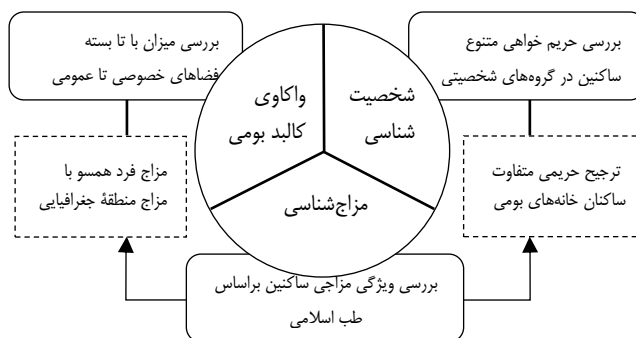 بررسی حریم خواهی متنوع
ساکنین در گروه‌های شخصیتی
شخصیت
شناسی
واکاوی
کالبد بومی
بررسی میزان با تا بسته
فضاهای خصوصی تا عمومی
ترجیح حریمی متفاوت
ساکنان خانه‌های بومی
مزاج‌شناسی
مزاج فرد همسو با
مزاج منطقهٔ جغرافیایی
بررسی ویژگی مزاجی ساکنین براساس
طب اسلامی